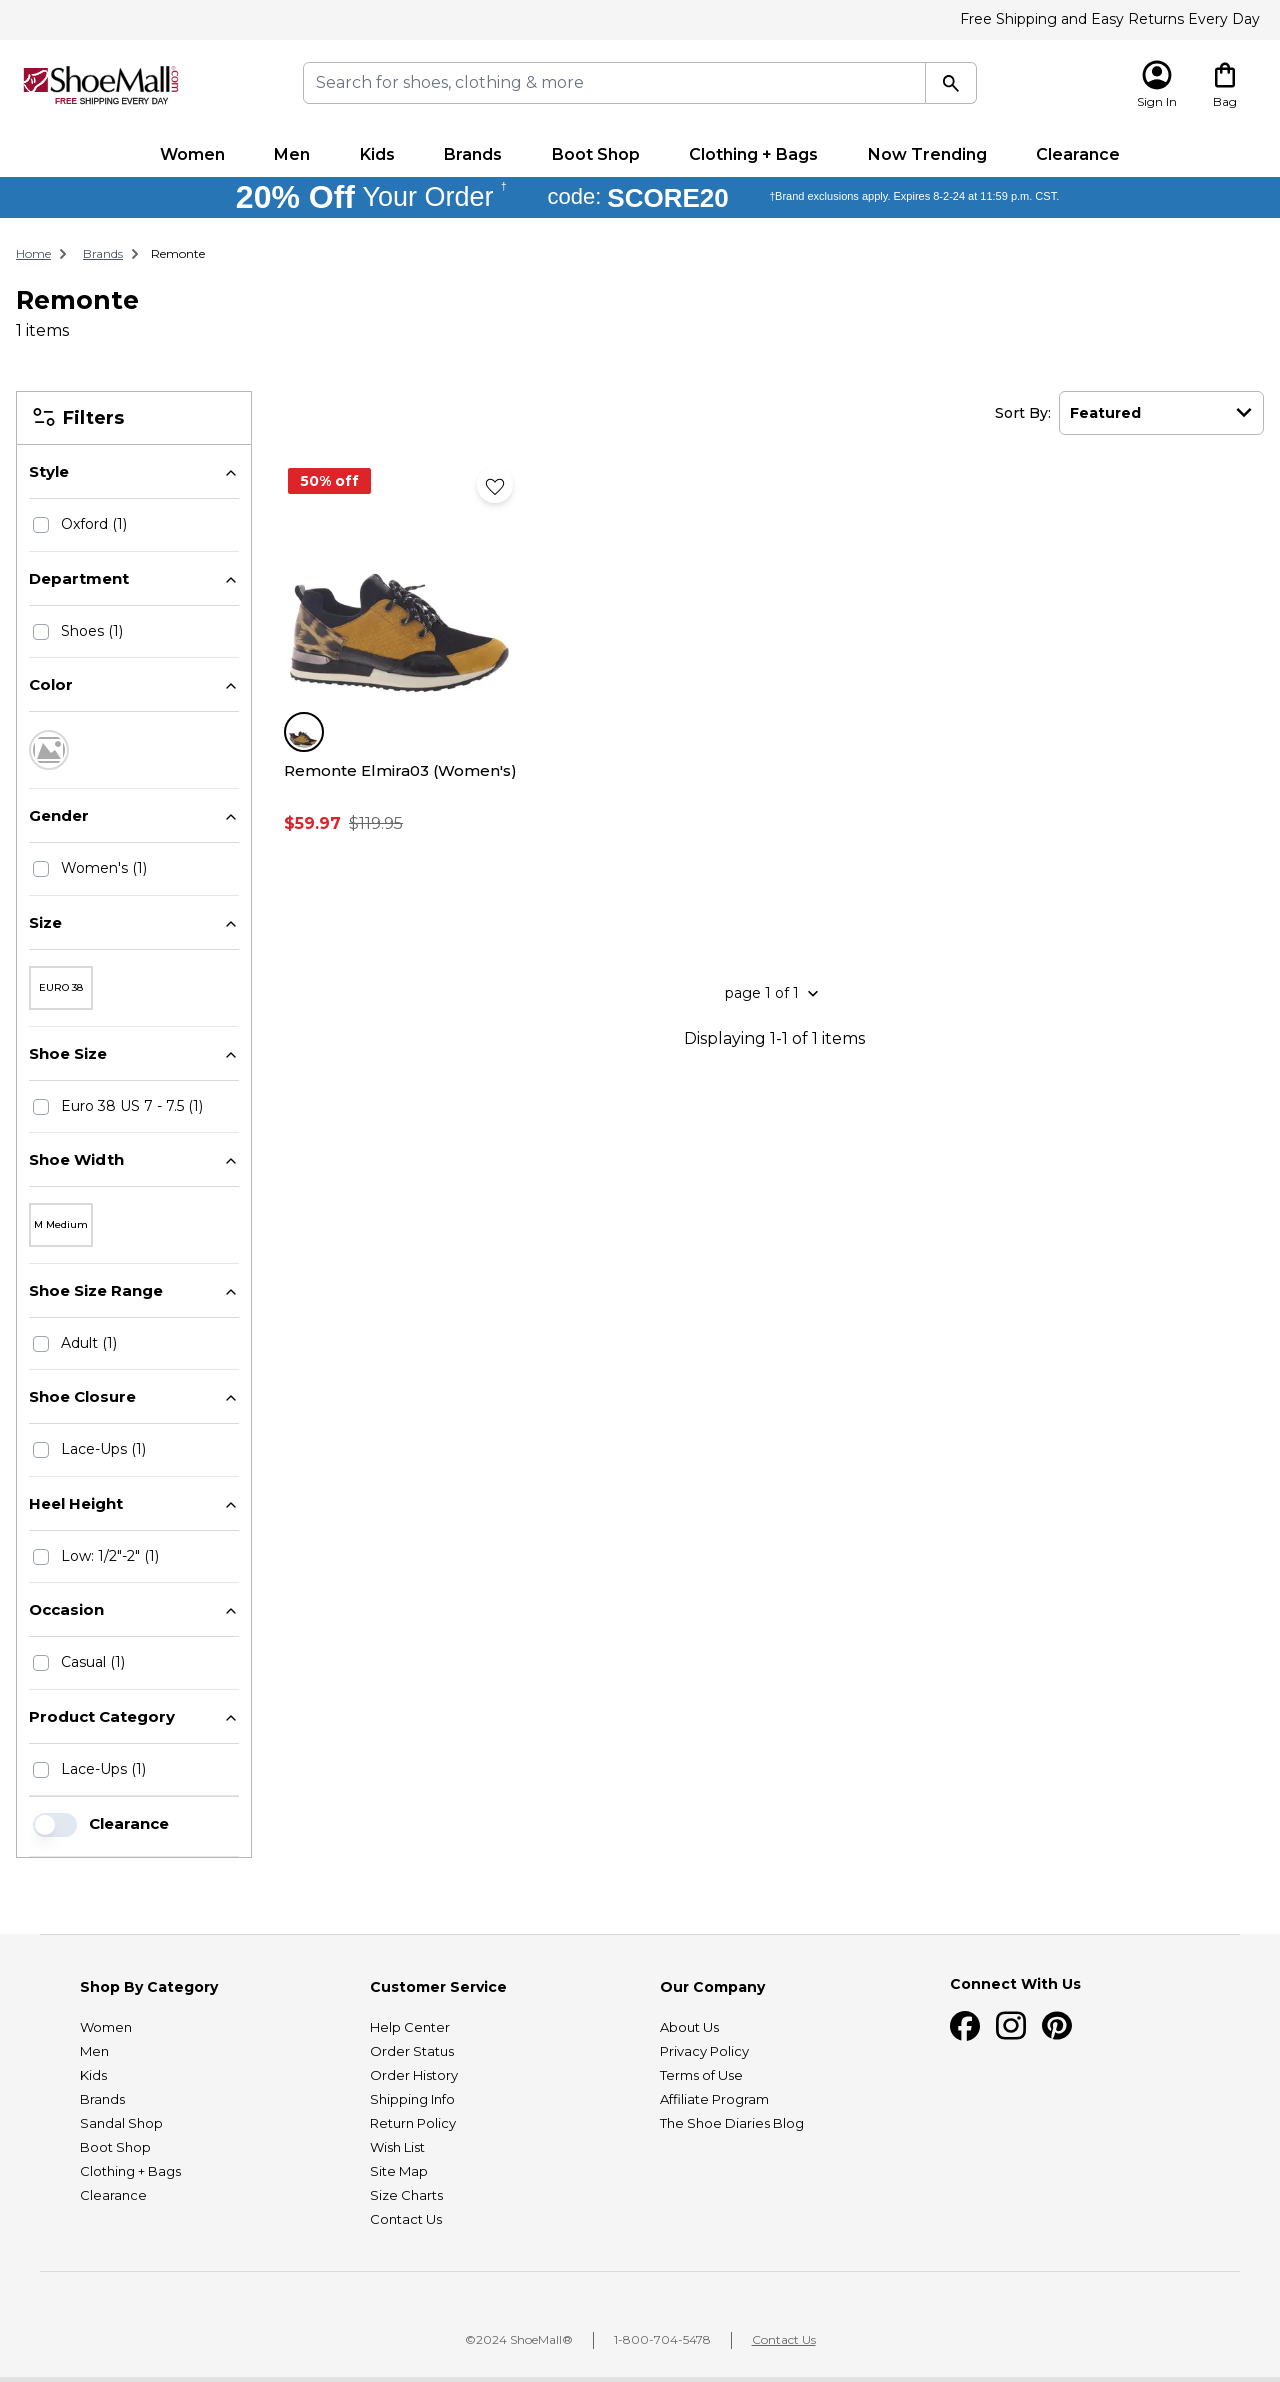 Free Shipping and Easy Returns Every Day
ShoeMall.com
FREE SHIPPING EVERY DAY
Search for shoes, clothing & more
Sign In
Bag
Women
Men
Kids
Brands
Boot Shop
Clothing + Bags
Now Trending
Clearance
20% Off Your Order † code: SCORE20 †Brand exclusions apply. Expires 8-2-24 at 11:59 p.m. CST.
Home
Brands
Remonte
Remonte
1 items
Filters
Sort By:
Featured
Style
Oxford (1)
Department
Shoes (1)
Color
Gender
Women's (1)
Size
EURO 38
Shoe Size
Euro 38 US 7 - 7.5 (1)
Shoe Width
M Medium
Shoe Size Range
Adult (1)
Shoe Closure
Lace-Ups (1)
Heel Height
Low: 1/2"-2" (1)
Occasion
Casual (1)
Product Category
Lace-Ups (1)
Clearance
50% off
Remonte Elmira03 (Women's)
$59.97 $119.95
page 1 of 1
Displaying 1-1 of 1 items
Shop By Category
Women
Men
Kids
Brands
Sandal Shop
Boot Shop
Clothing + Bags
Clearance
Customer Service
Help Center
Order Status
Order History
Shipping Info
Return Policy
Wish List
Site Map
Size Charts
Contact Us
Our Company
About Us
Privacy Policy
Terms of Use
Affiliate Program
The Shoe Diaries Blog
Connect With Us
©2024 ShoeMall®
1-800-704-5478
Contact Us